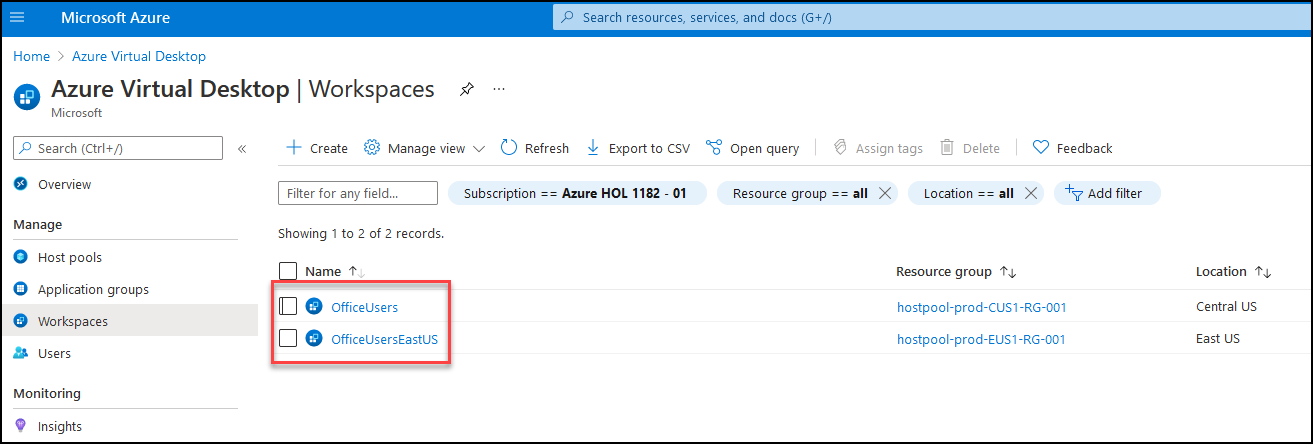 Microsoft Azure
Search resources, services, and docs (G+/)
Home > Azure Virtual Desktop
Azure Virtual Desktop | Workspaces ...
Microsoft
Search (Ctrl+/) «
Create Manage view Refresh Export to CSV Open query Assign tags Delete Feedback
Overview
Filter for any field... Subscription == Azure HOL 1182 - 01 Resource group == all Location == all Add filter
Manage
Showing 1 to 2 of 2 records.
Host pools
Name ↑↓ Resource group ↑↓ Location ↑↓
Application groups
OfficeUsers hostpool-prod-CUS1-RG-001 Central US
Workspaces
OfficeUsersEastUS hostpool-prod-EUS1-RG-001 East US
Users
Monitoring
Insights